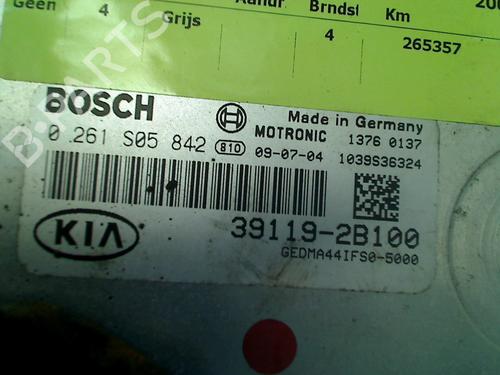 Geen 4 Grijs Brndst Km
4 265357
BOSCH Made in Germany
0 261 S05 842 810 MOTRONIC 1376 0137
09-07-04 1039S36324
KIA 39119-2B100
GEDMA44IFS0-5000
B-PARTS